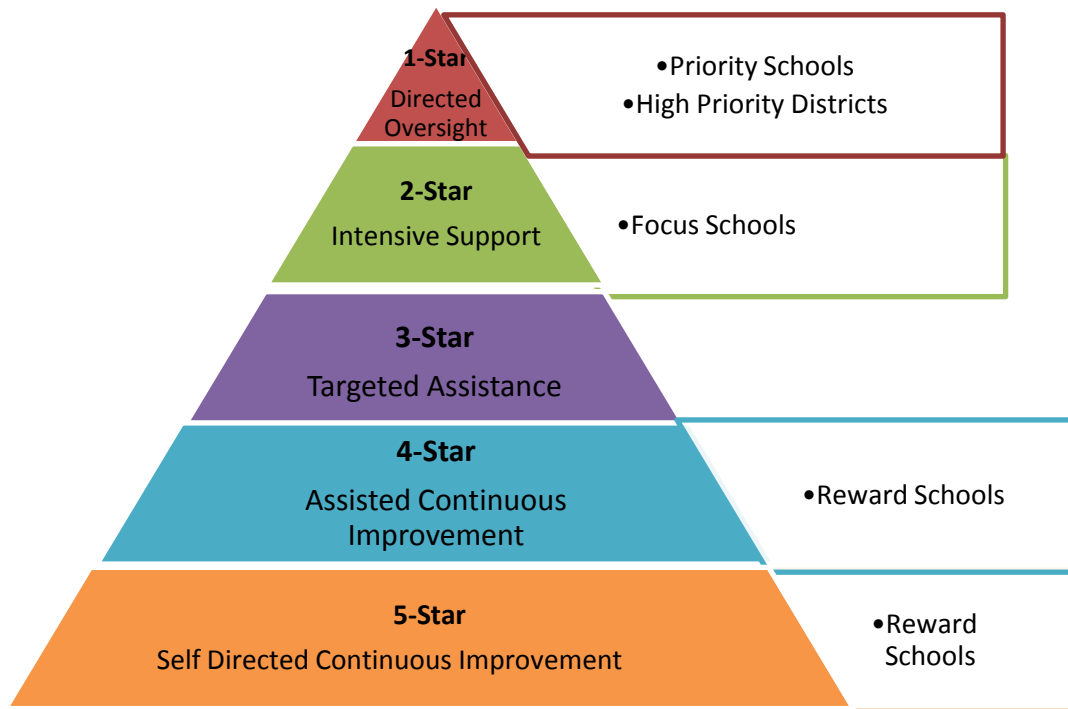 1-Star
Directed
Oversight
•Priority Schools
•High Priority Districts
2-Star
Intensive Support
•Focus Schools
3-Star
Targeted Assistance
4-Star
Assisted Continuous
Improvement
•Reward Schools
5-Star
Self Directed Continuous Improvement
•Reward
Schools